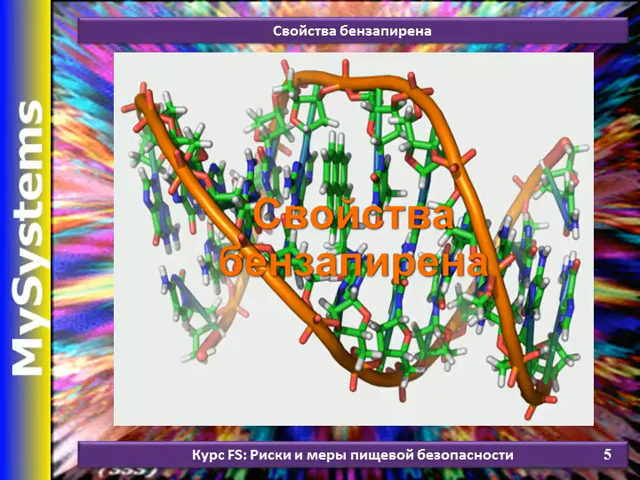 Свойства бензапирена
MySystems
Свойства
бензапирена
Курс FS: Риски и меры пищевой безопасности 5